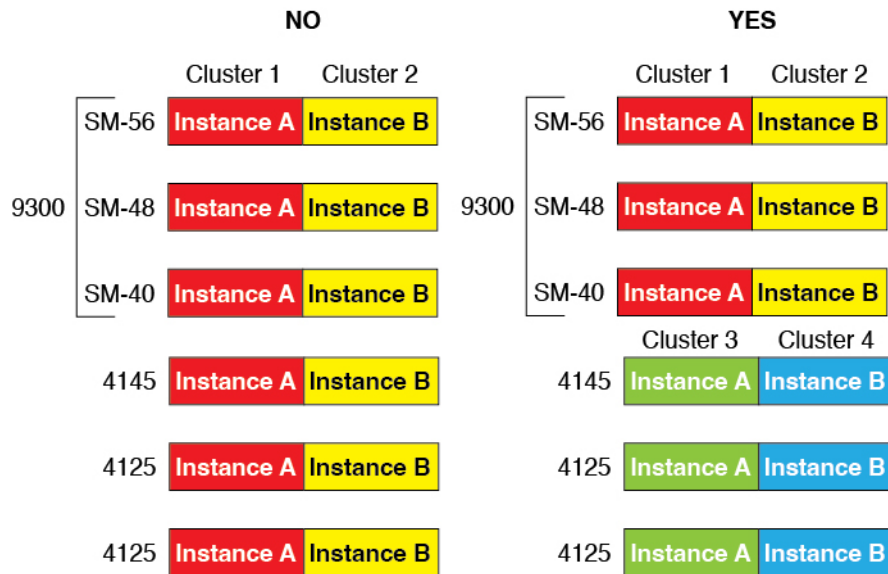 NO YES
Cluster 1 Cluster 2 Cluster 1 Cluster 2
SM-56 Instance A Instance B SM-56 Instance A Instance B
9300 SM-48 Instance A Instance B 9300 SM-48 Instance A Instance B
SM-40 Instance A Instance B SM-40 Instance A Instance B
Cluster 3 Cluster 4
4145 Instance A Instance B 4145 Instance A Instance B
4125 Instance A Instance B 4125 Instance A Instance B
4125 Instance A Instance B 4125 Instance A Instance B